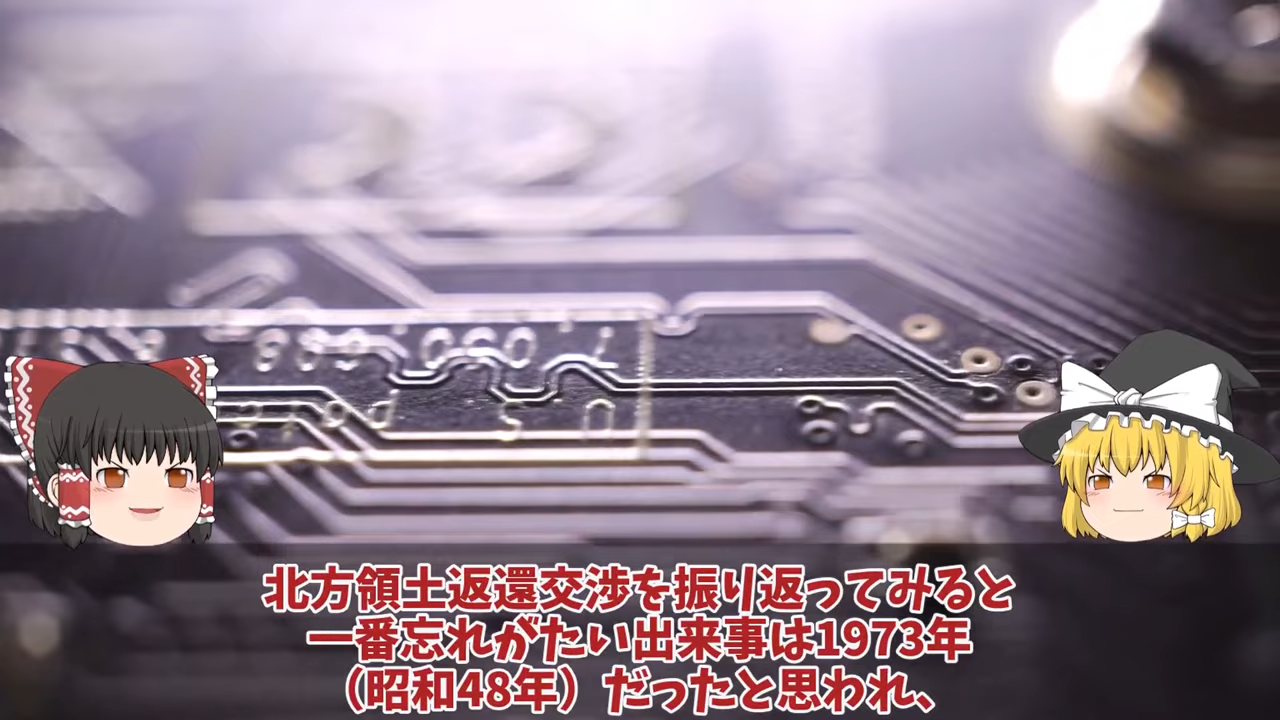 北方領土返還交渉を振り返ってみると
一番忘れがたい出来事は1973年
（昭和48年）だったと思われ、